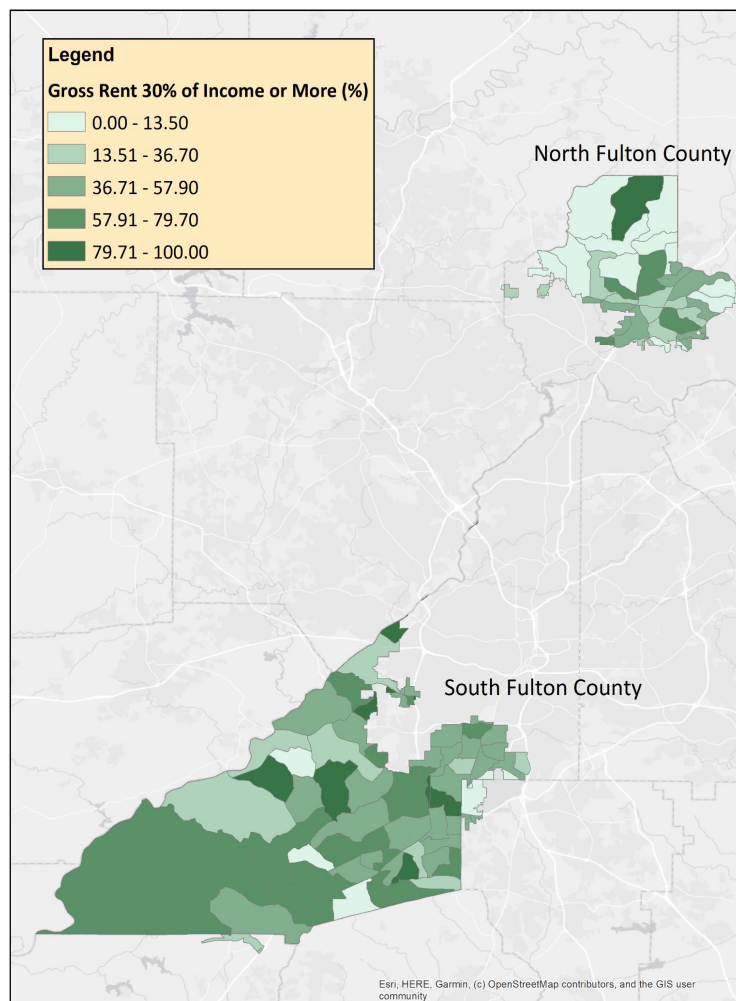 Legend
Gross Rent 30% of Income or More (%)
0.00 - 13.50
13.51 - 36.70
36.71 - 57.90
57.91 - 79.70
79.71 - 100.00
North Fulton County
South Fulton County
Esri, HERE, Garmin, (c) OpenStreetMap contributors, and the GIS user
community